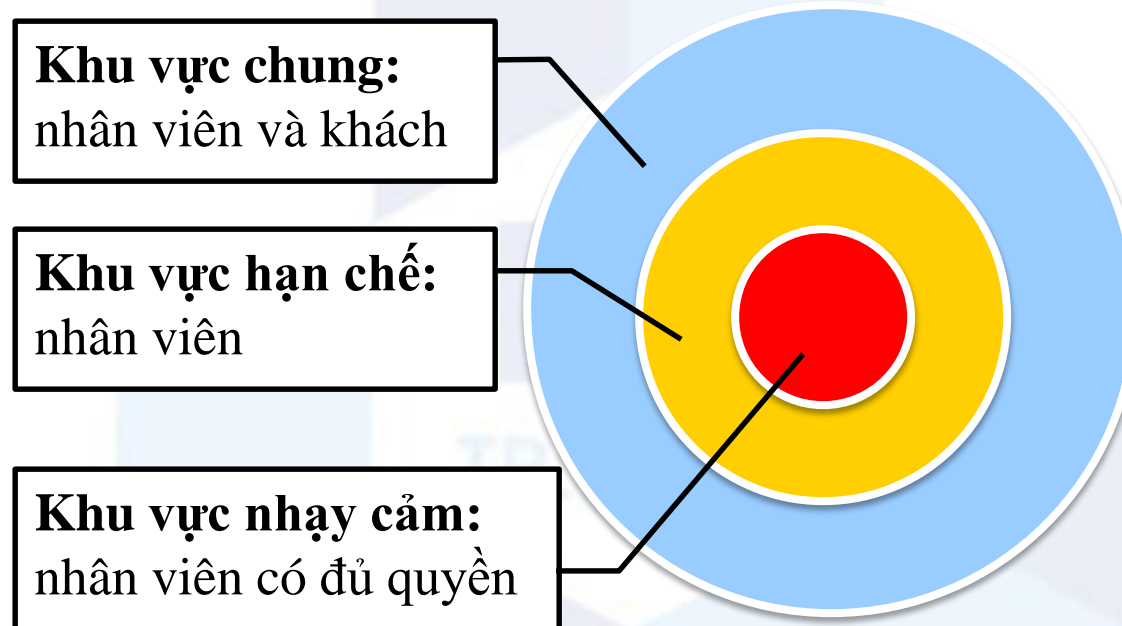 Khu vực chung:
nhân viên và khách
Khu vực hạn chế:
nhân viên
Khu vực nhạy cảm:
nhân viên có đủ quyền